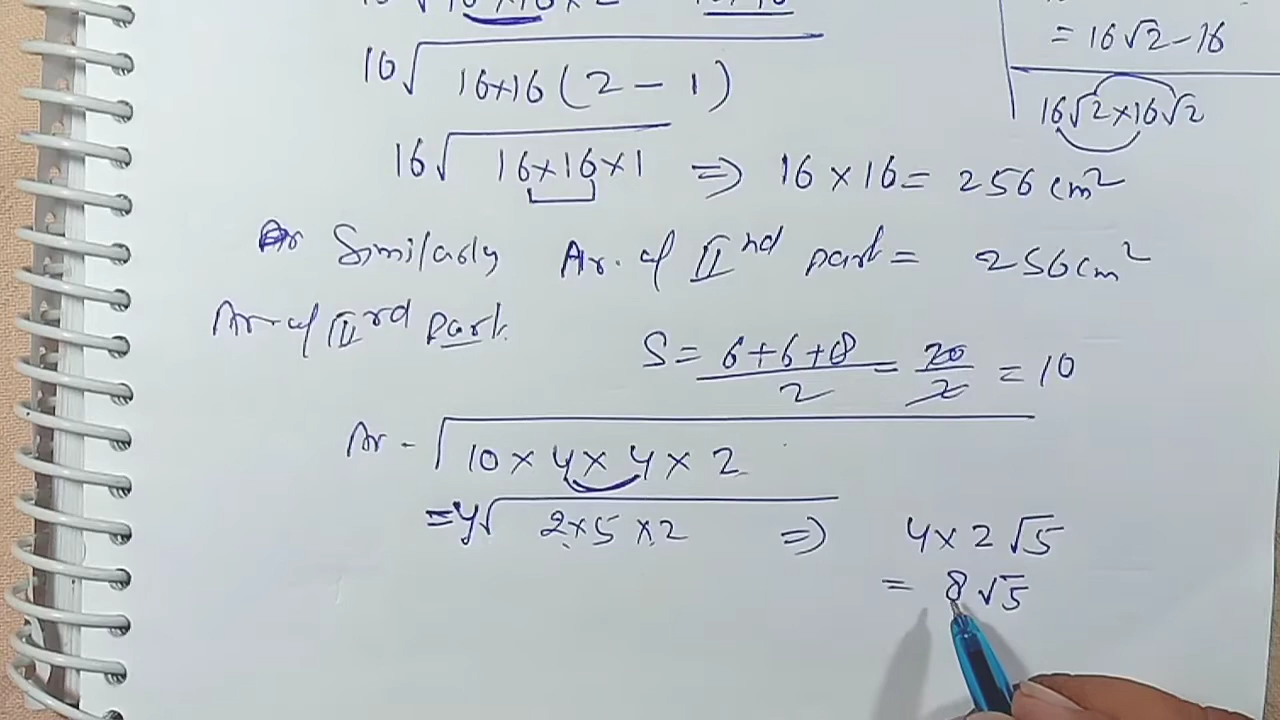 = 16√2 - 16
16√ 16×16 (2 - 1)
16√2 × 16√2
16√ 16×16×1 ⇒ 16 × 16 = 256 cm²
Similarly Ar. of IInd part = 256 cm²
Ar. of IIIrd part.
S = 6+6+8/2 = 20/2 = 10
Ar - √ 10 × 4 × 4 × 2
= 4√ 2×5×2 ⇒ 4 × 2√5
= 8√5